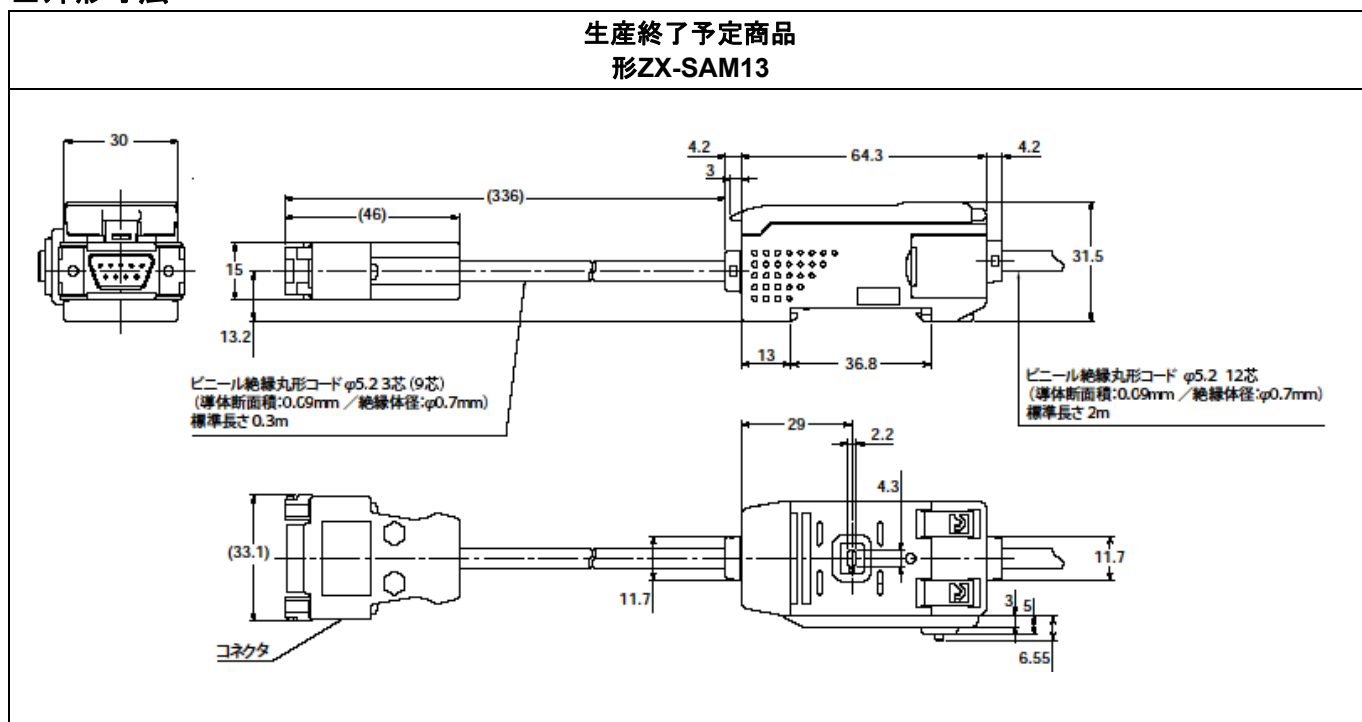 生産終了予定商品
形ZX-SAM13
30
4.2
64.3
4.2
3
(336)
(46)
15
31.5
13.2
13
36.8
ビニール絶縁丸形コード φ5.2 3芯 (9芯)
(導体断面積:0.09mm ／絶縁体径:φ0.7mm)
標準長さ 0.3m
ビニール絶縁丸形コード φ5.2 12芯
(導体断面積:0.09mm ／絶縁体径:φ0.7mm)
標準長さ 2m
29
2.2
4.3
(33.1)
11.7
11.7
3
5
6.55
コネクタ